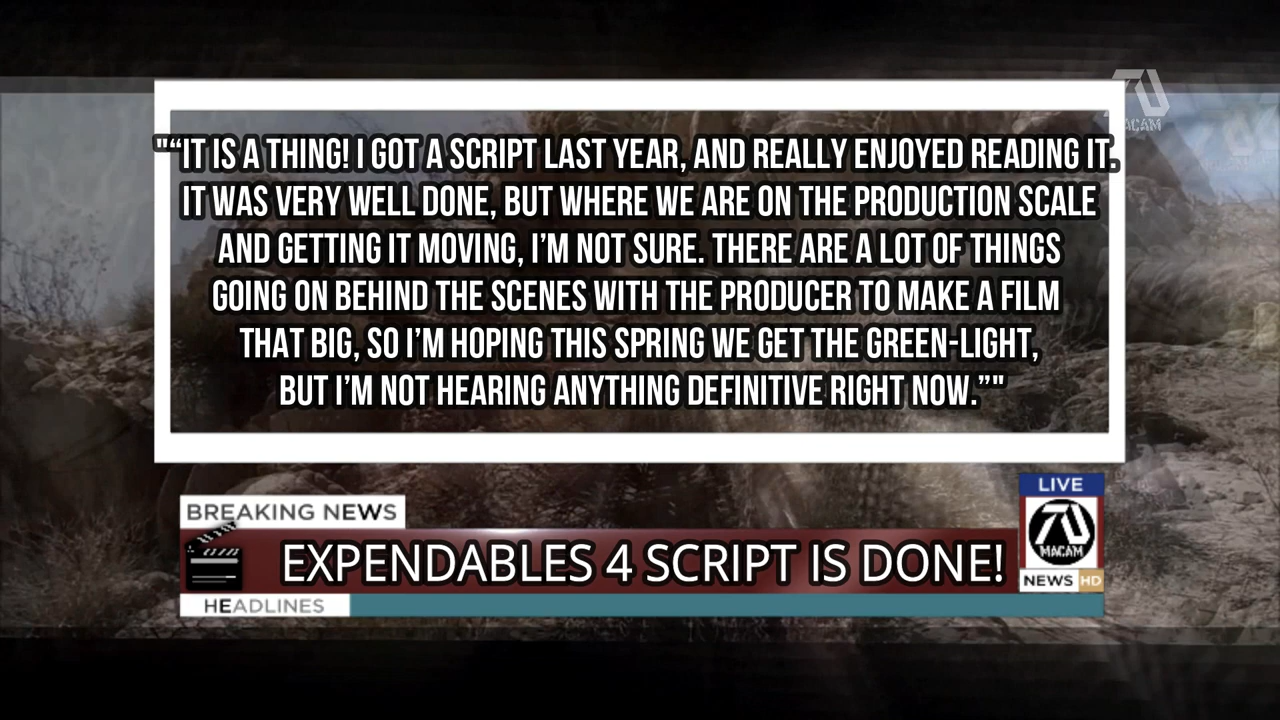 MACAM
"“IT IS A THING! I GOT A SCRIPT LAST YEAR, AND REALLY ENJOYED READING IT.
IT WAS VERY WELL DONE, BUT WHERE WE ARE ON THE PRODUCTION SCALE
AND GETTING IT MOVING, I’M NOT SURE. THERE ARE A LOT OF THINGS
GOING ON BEHIND THE SCENES WITH THE PRODUCER TO MAKE A FILM
THAT BIG, SO I’M HOPING THIS SPRING WE GET THE GREEN-LIGHT,
BUT I’M NOT HEARING ANYTHING DEFINITIVE RIGHT NOW.”"
LIVE
BREAKING NEWS
EXPENDABLES 4 SCRIPT IS DONE!
MACAM
NEWS HD
HEADLINES